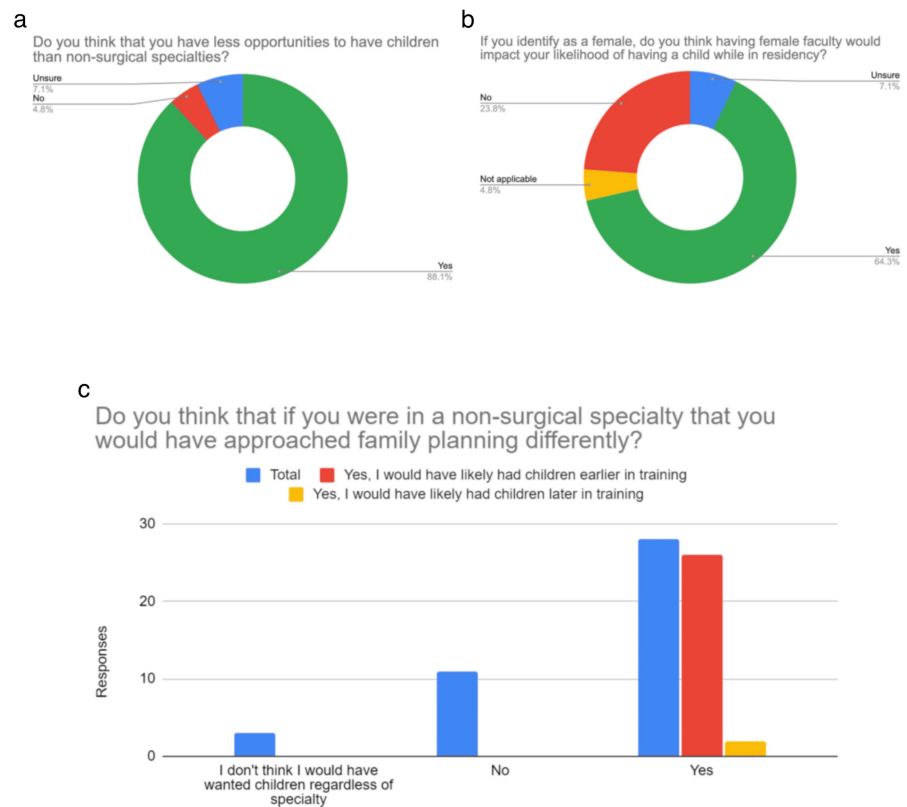 a
Do you think that you have less opportunities to have children
than non-surgical specialties?
Unsure
7.1%
No
4.8%
Yes
88.1%
b
If you identify as a female, do you think having female faculty would
impact your likelihood of having a child while in residency?
Unsure
7.1%
No
23.8%
Not applicable
4.8%
Yes
64.3%
c
Do you think that if you were in a non-surgical specialty that you
would have approached family planning differently?
Total
Yes, I would have likely had children earlier in training
Yes, I would have likely had children later in training
30
20
10
0
Responses
I don't think I would have
wanted children regardless of
specialty
No
Yes